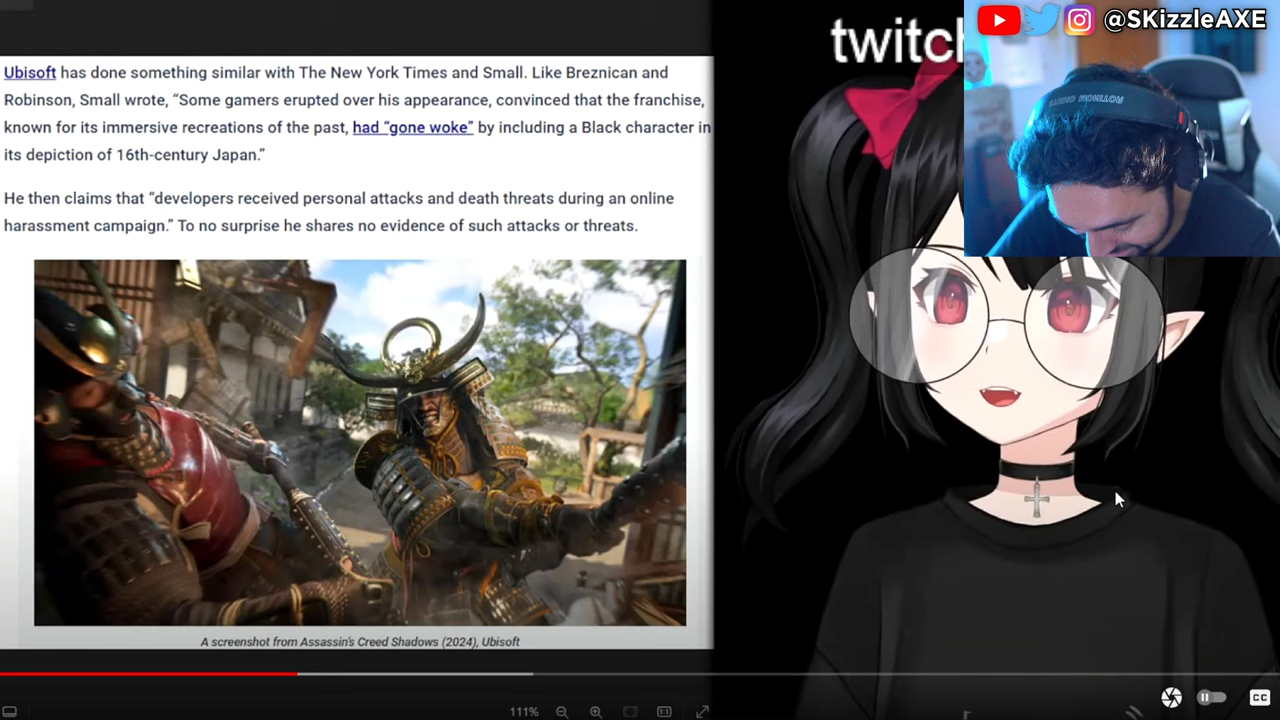 twitch
@SKizzleAXE
Ubisoft has done something similar with The New York Times and Small. Like Breznican and
Robinson, Small wrote, “Some gamers erupted over his appearance, convinced that the franchise,
known for its immersive recreations of the past, had “gone woke” by including a Black character in
its depiction of 16th-century Japan.”
He then claims that “developers received personal attacks and death threats during an online
harassment campaign.” To no surprise he shares no evidence of such attacks or threats.
A screenshot from Assassin's Creed Shadows (2024), Ubisoft
111%
1:1
CC